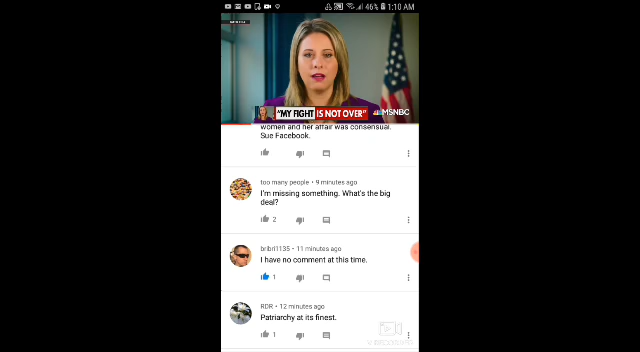 46% 1:10 AM
"MY FIGHT IS NOT OVER" MSNBC
women and her affair was consensual.
Sue Facebook.
too many people • 9 minutes ago
I'm missing something. What's the big
deal?
2
bribri1135 • 11 minutes ago
I have no comment at this time.
1
RDR • 12 minutes ago
Patriarchy at its finest.
1